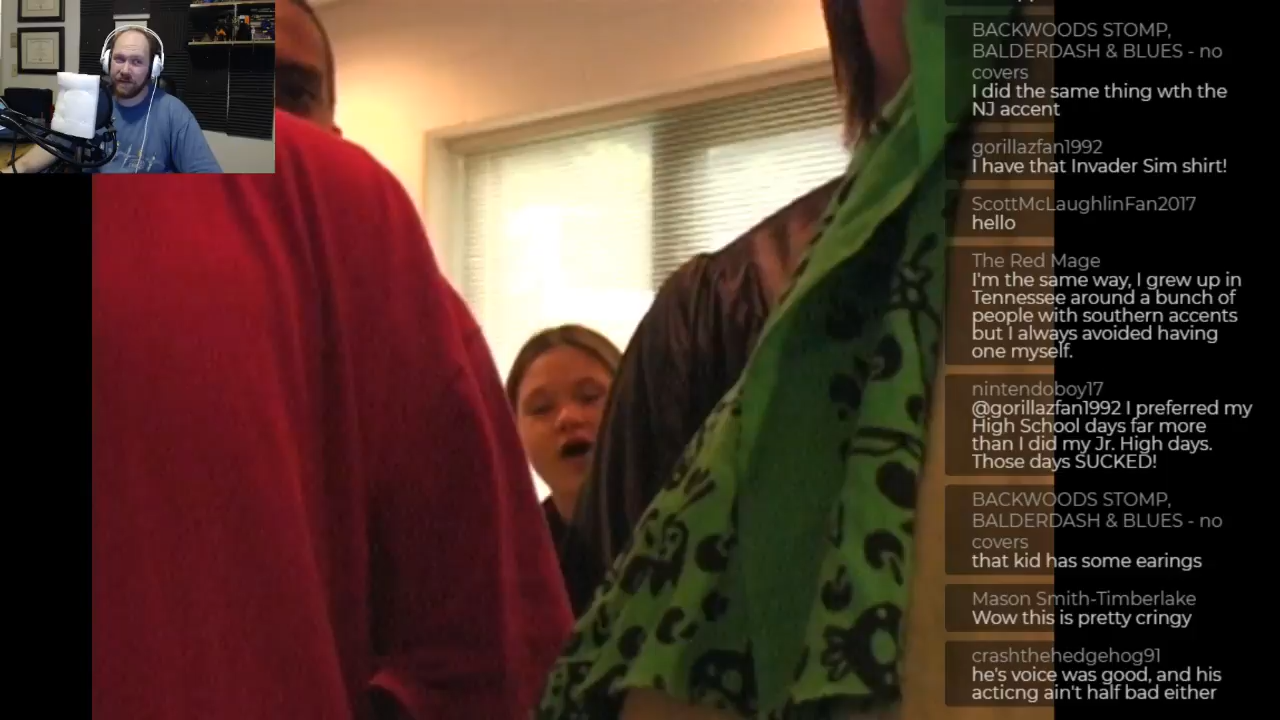 BACKWOODS STOMP,
BALDERDASH & BLUES - no
covers
I did the same thing wth the
NJ accent
gorillazfan1992
I have that Invader Sim shirt!
ScottMcLaughlinFan2017
hello
The Red Mage
I'm the same way, I grew up in
Tennessee around a bunch of
people with southern accents
but I always avoided having
one myself.
nintendoboy17
@gorillazfan1992 I preferred my
High School days far more
than I did my Jr. High days.
Those days SUCKED!
BACKWOODS STOMP,
BALDERDASH & BLUES - no
covers
that kid has some earings
Mason Smith-Timberlake
Wow this is pretty cringy
crashthehedgehog91
he's voice was good, and his
acticng ain't half bad either